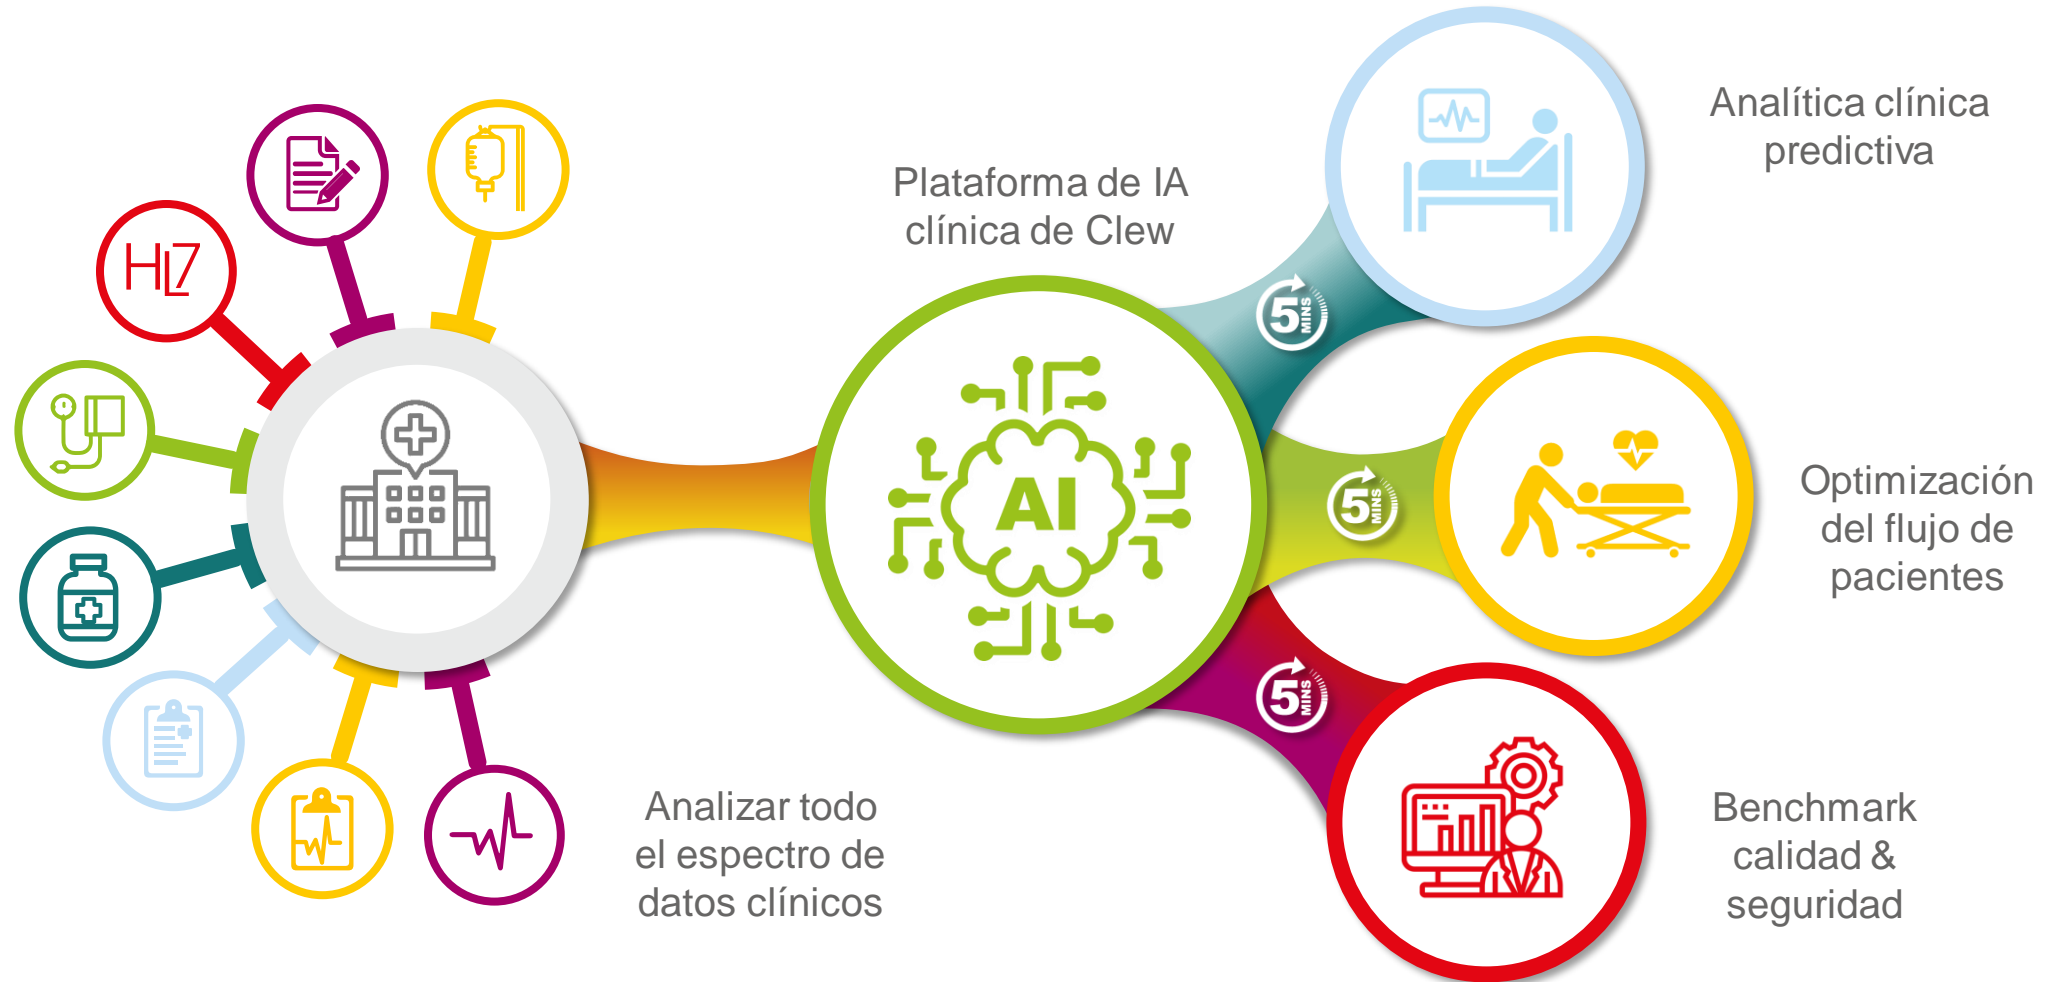 HL7
Plataforma de IA
clínica de Clew
AI
Analizar todo
el espectro de
datos clínicos
5 MINS
Analítica clínica
predictiva
5 MINS
Optimización
del flujo de
pacientes
5 MINS
Benchmark
calidad &
seguridad